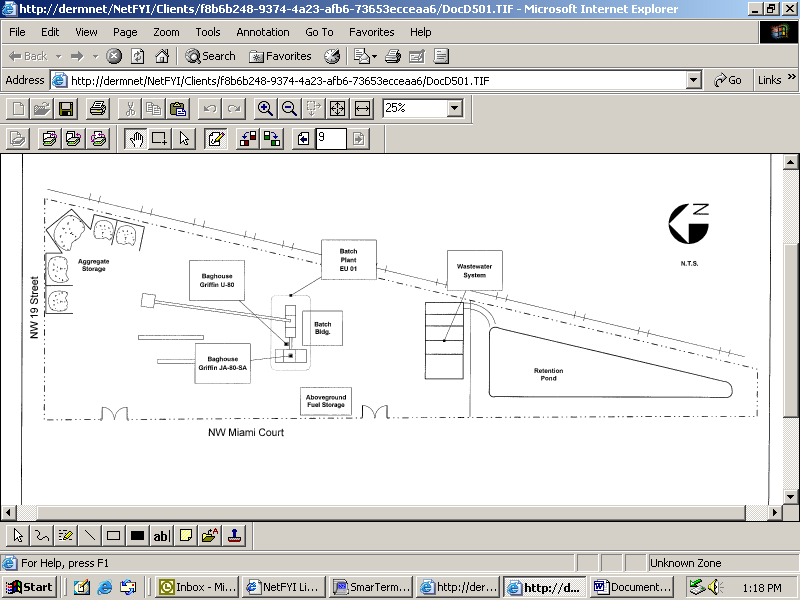 http://dermnet/NetFYI/Clients/f8b6b248-9374-4a23-afb6-73653ecceaa6/DocD501.TIF - Microsoft Internet Explorer
File Edit View Page Zoom Tools Annotation Go To Favorites Help
Back Search Favorites
Address http://dermnet/NetFYI/Clients/f8b6b248-9374-4a23-afb6-73653ecceaa6/DocD501.TIF Go Links »
25%
9
N
N.T.S.
Aggregate
Storage
NW 19 Street
Baghouse
Griffin U-80
Batch
Plant
EU 01
Wastewater
System
Batch
Bldg.
Baghouse
Griffin JA-80-SA
Retention
Pond
Aboveground
Fuel Storage
NW Miami Court
ab|
For Help, press F1 Unknown Zone
Start Inbox - Mi... NetFYI Li... SmarTerm... http://der... http://d... Document... 1:18 PM